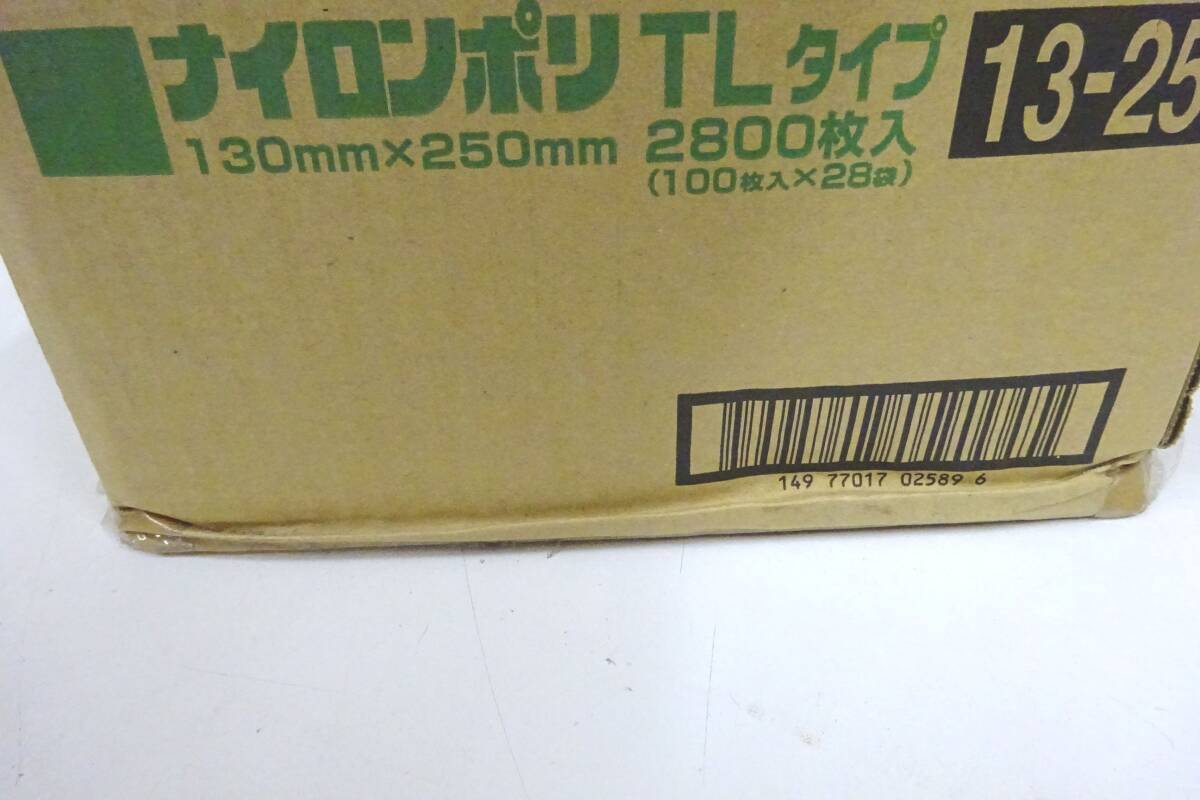 ナイロンポリ TLタイプ 13-25
130mm×250mm 2800枚入
(100枚入×28袋)
149 77017 02589 6